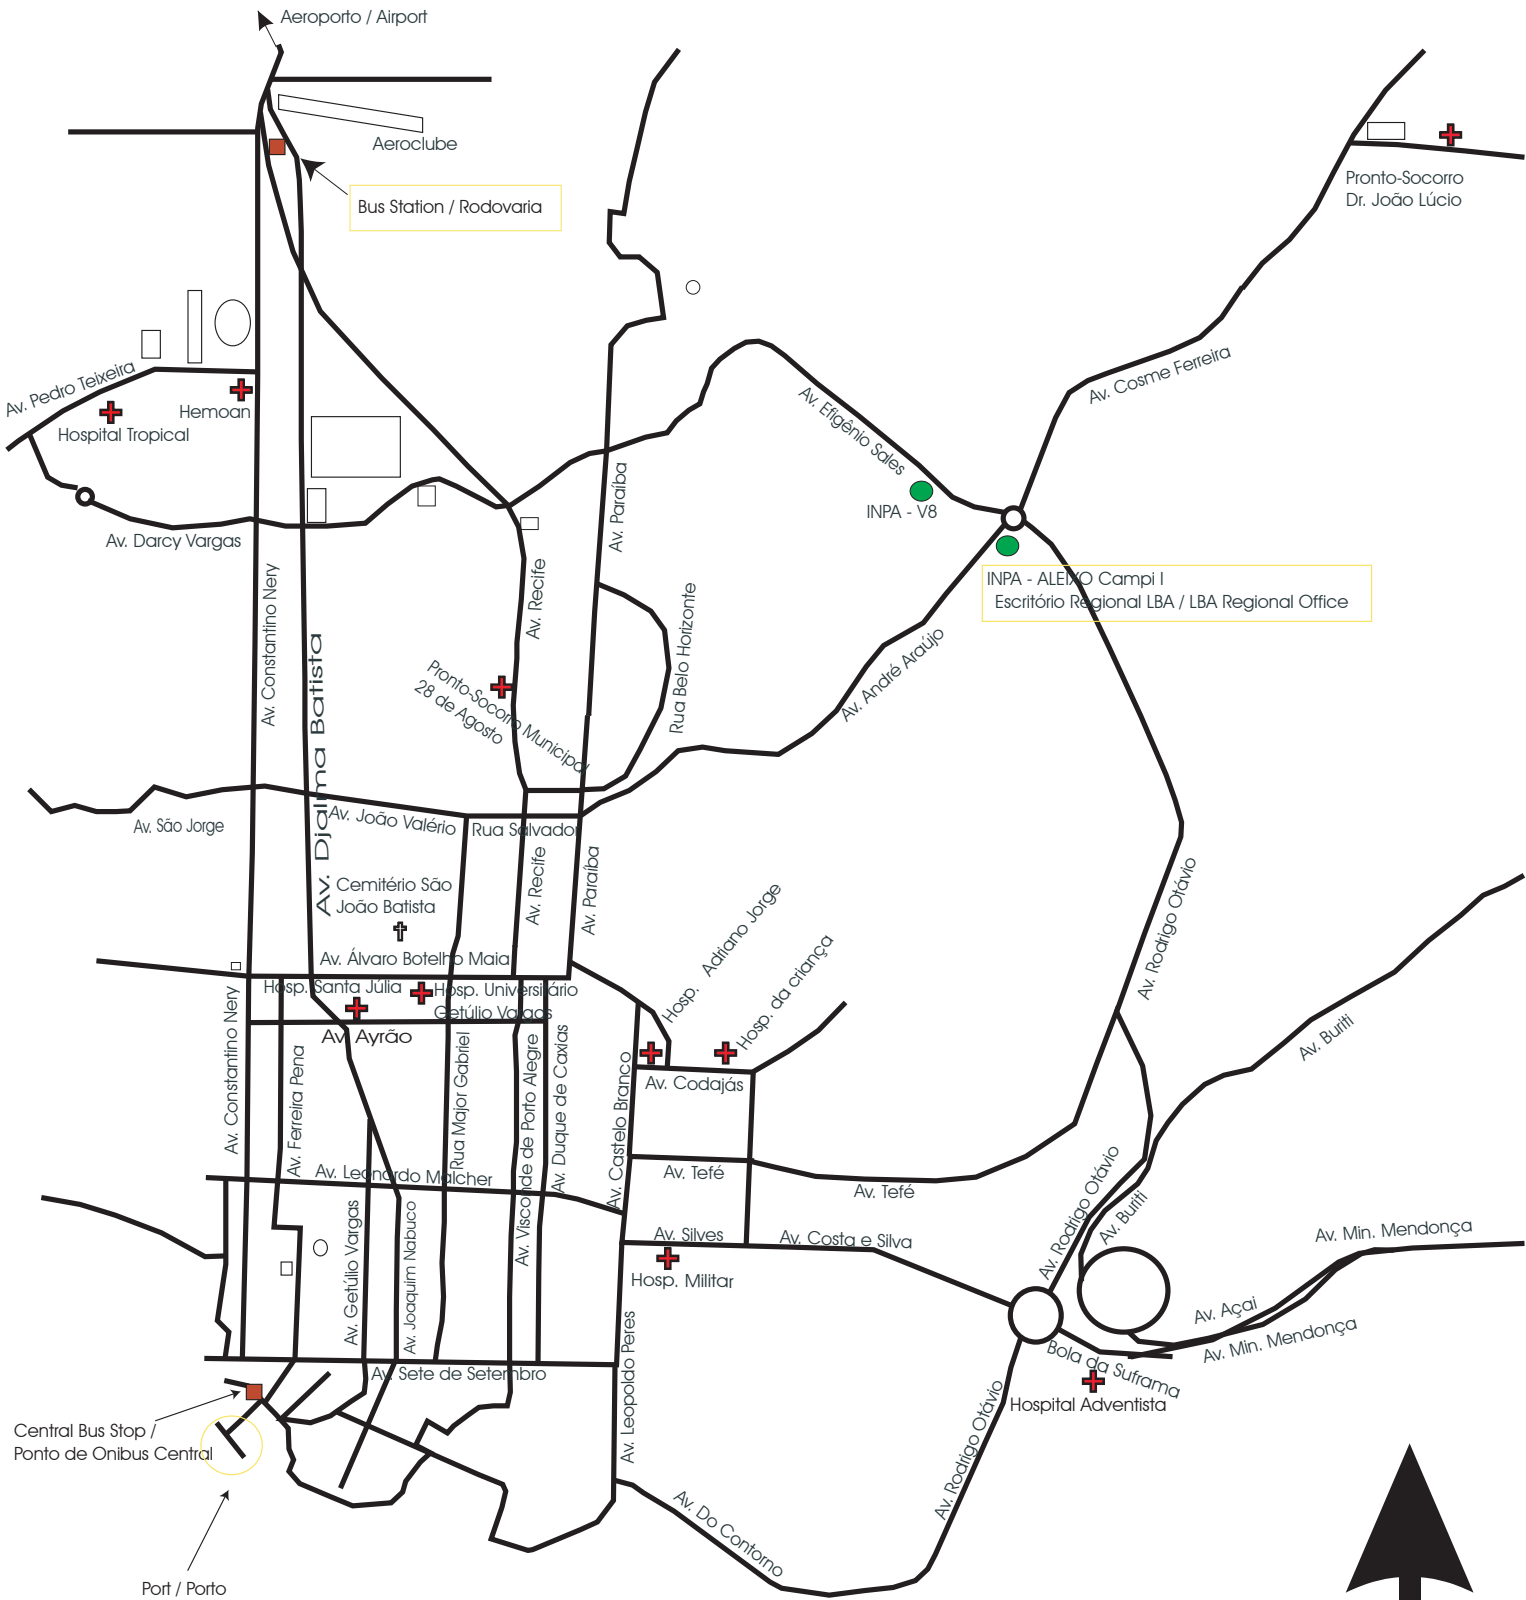 Aeroporto / Airport
Aeroclube
Bus Station / Rodovaria
Pronto-Socorro
Dr. João Lúcio
Av. Pedro Teixeira
Hemoan
Hospital Tropical
Av. Cosme Ferreira
Av. Efigênio Sales
INPA - V8
Av. Paraíba
Av. Darcy Vargas
Av. Constantino Nery
Av. Recife
INPA - ALEIXO Campi I
Escritório Regional LBA / LBA Regional Office
Rua Belo Horizonte
Av. André Araújo
Av. Djalma Batista
Pronto-Socorro Municipal
28 de Agosto
Av. São Jorge
Av. João Valério
Rua Salvador
Av. Recife
Av. Paraíba
Cemitério São
João Batista
Av. Álvaro Botelho Maia
Hosp. Adriano Jorge
Hosp. da criança
Av. Rodrigo Otávio
Hosp. Santa Júlia
Hosp. Universitário
Getúlio Vargas
Av. Ayrão
Av. Constantino Nery
Av. Ferreira Pena
Rua Major Gabriel
Av. Visconde de Porto Alegre
Av. Duque de Caxias
Av. Castelo Branco
Av. Codajás
Av. Buriti
Av. Leonardo Malcher
Av. Tefé
Av. Tefé
Av. Getúlio Vargas
Av. Joaquim Nabuco
Av. Silves
Av. Costa e Silva
Av. Rodrigo Otávio
Av. Buriti
Av. Min. Mendonça
Hosp. Militar
Av. Açai
Av. Min. Mendonça
Bola da Suframa
Av. Sete de Setembro
Av. Leopoldo Peres
Hospital Adventista
Central Bus Stop /
Ponto de Onibus Central
Av. Rodrigo Otávio
Av. Do Contorno
Port / Porto